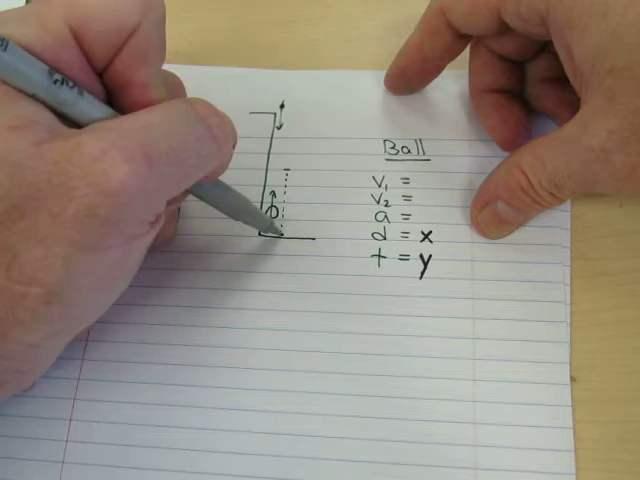 Ball
V₁ =
V₂ =
a =
d = x
t = y